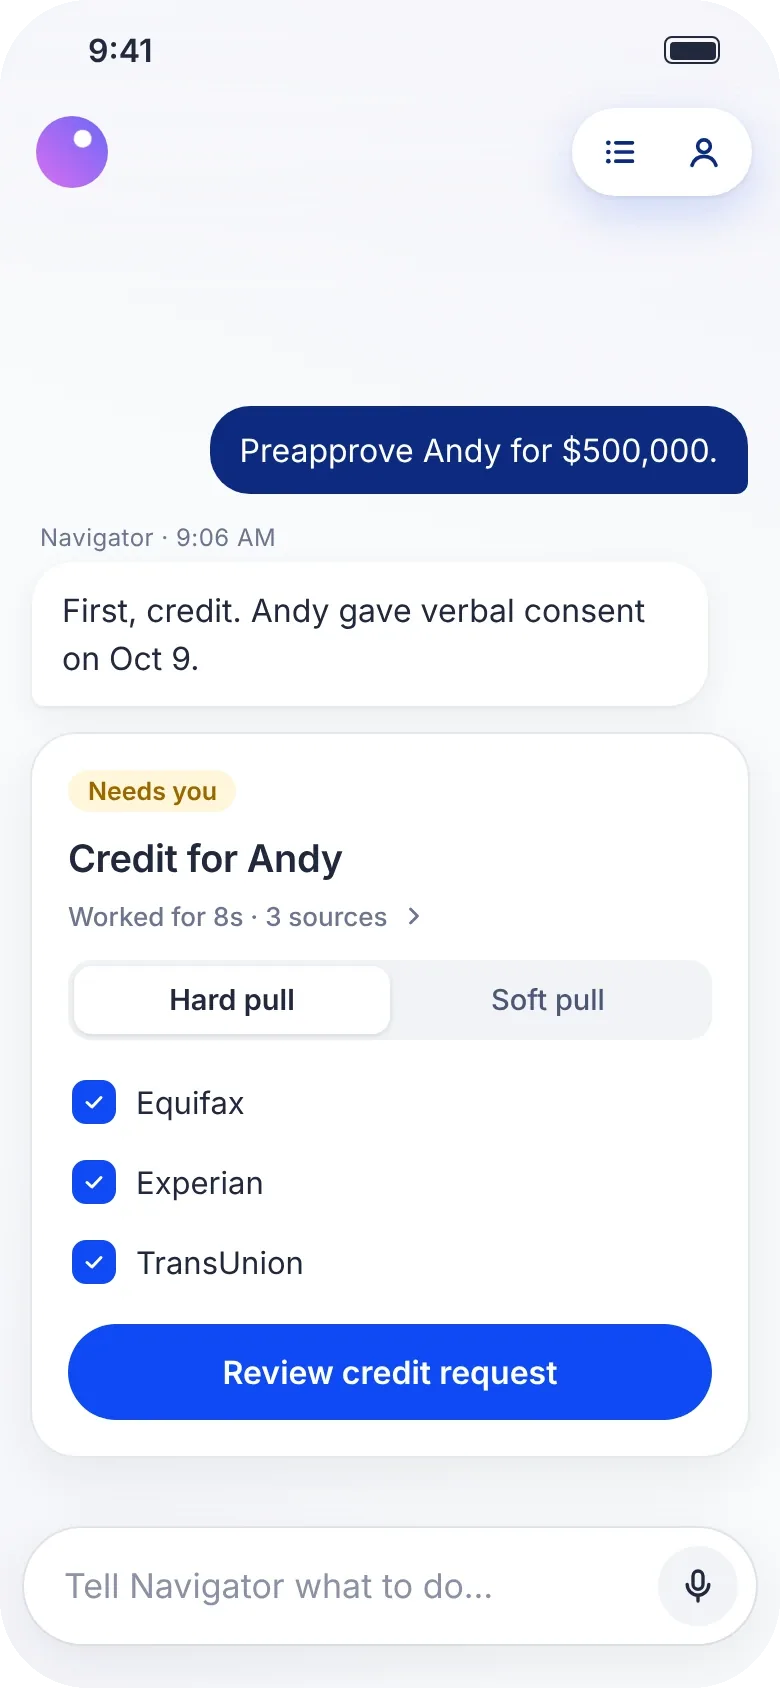 9:41
Preapprove Andy for $500,000.
Navigator · 9:06 AM
First, credit. Andy gave verbal consent
on Oct 9.
Needs you
Credit for Andy
Worked for 8s · 3 sources
Hard pull
Soft pull
Equifax
Experian
TransUnion
Review credit request
Tell Navigator what to do...